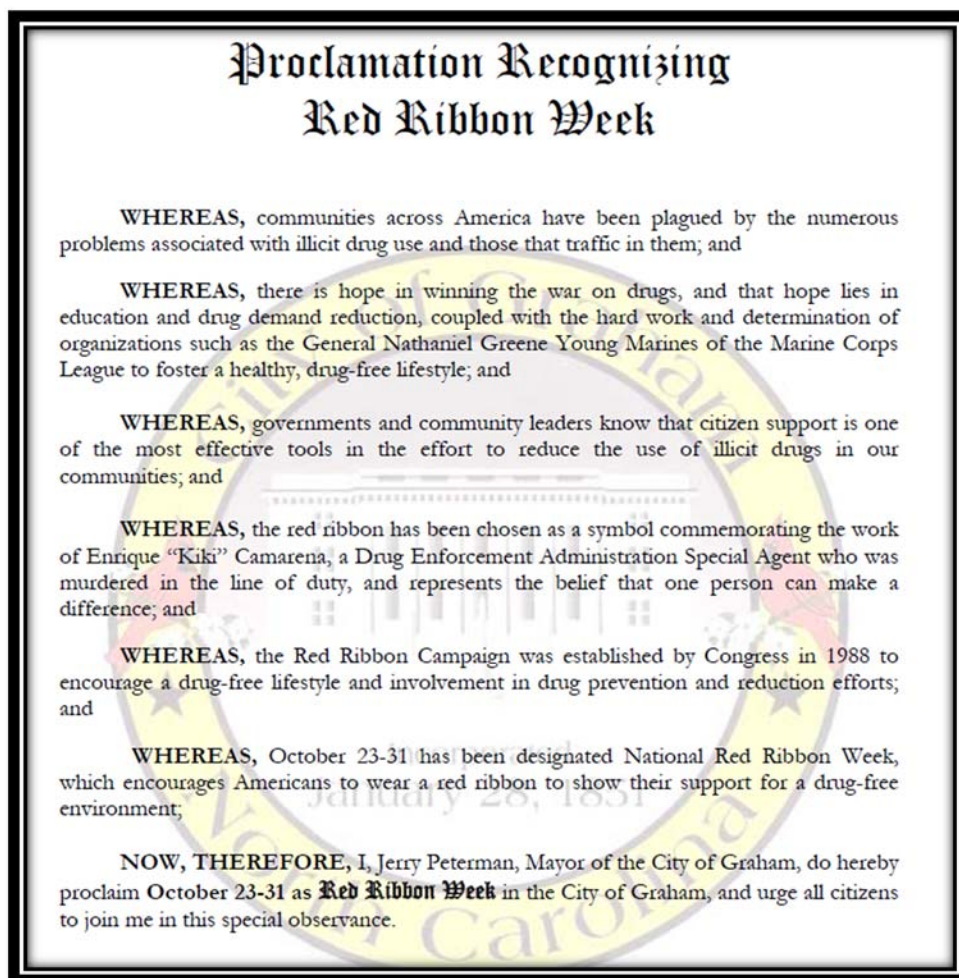 Proclamation Recognizing
Red Ribbon Week
WHEREAS, communities across America have been plagued by the numerous
problems associated with illicit drug use and those that traffic in them; and
WHEREAS, there is hope in winning the war on drugs, and that hope lies in
education and drug demand reduction, coupled with the hard work and determination of
organizations such as the General Nathaniel Greene Young Marines of the Marine Corps
League to foster a healthy, drug-free lifestyle; and
WHEREAS, governments and community leaders know that citizen support is one
of the most effective tools in the effort to reduce the use of illicit drugs in our
communities; and
WHEREAS, the red ribbon has been chosen as a symbol commemorating the work
of Enrique “Kiki” Camarena, a Drug Enforcement Administration Special Agent who was
murdered in the line of duty, and represents the belief that one person can make a
difference; and
WHEREAS, the Red Ribbon Campaign was established by Congress in 1988 to
encourage a drug-free lifestyle and involvement in drug prevention and reduction efforts;
and
WHEREAS, October 23-31 has been designated National Red Ribbon Week,
which encourages Americans to wear a red ribbon to show their support for a drug-free
environment;
NOW, THEREFORE, I, Jerry Peterman, Mayor of the City of Graham, do hereby
proclaim October 23-31 as Red Ribbon Week in the City of Graham, and urge all citizens
to join me in this special observance.
City of Graham
Incorporated
January 28, 1851
North Carolina